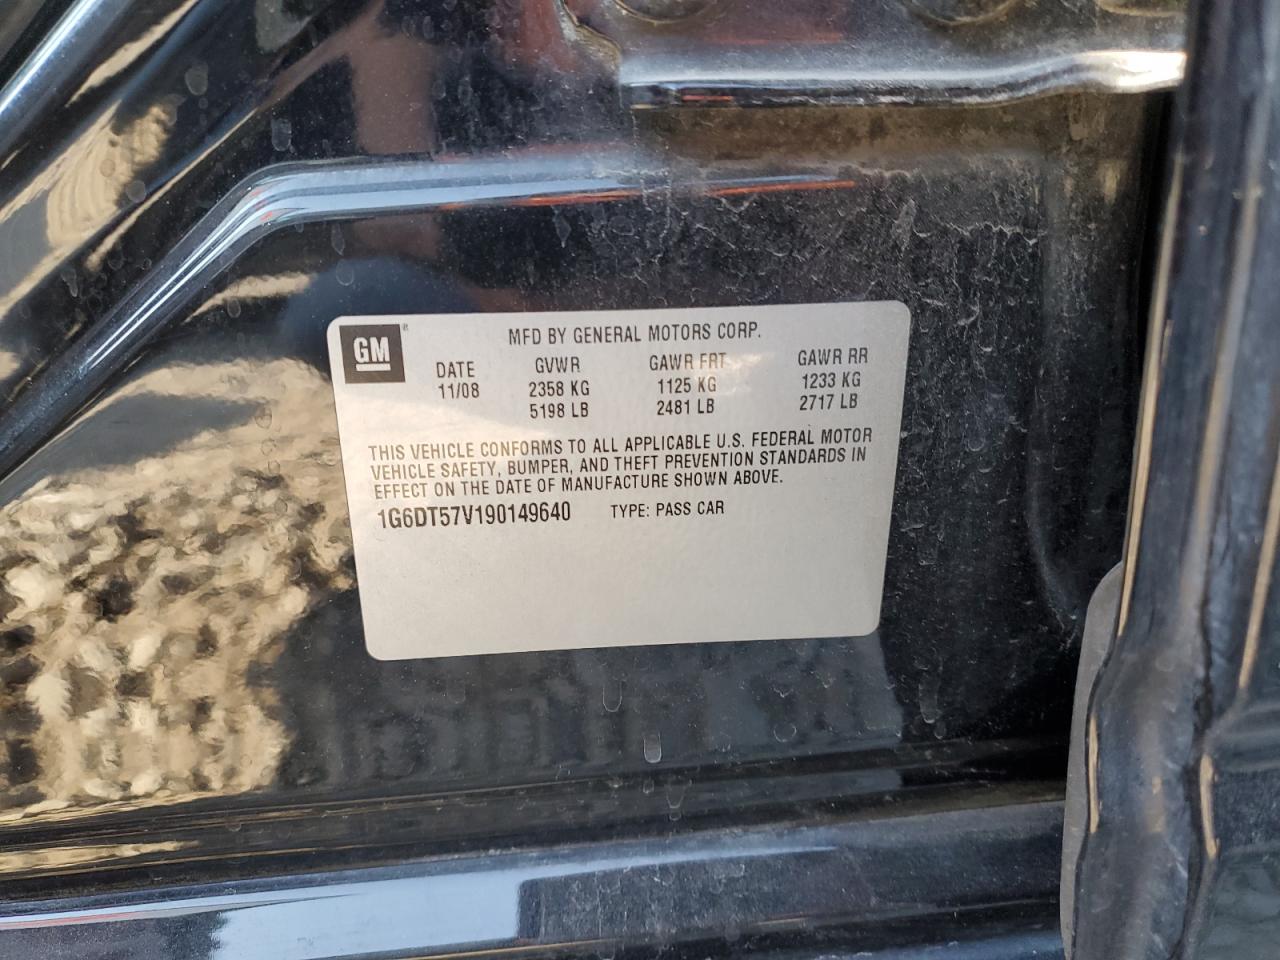 GM ®
MFD BY GENERAL MOTORS CORP.
DATE GVWR GAWR FRT GAWR RR
11/08 2358 KG 1125 KG 1233 KG
5198 LB 2481 LB 2717 LB
THIS VEHICLE CONFORMS TO ALL APPLICABLE U.S. FEDERAL MOTOR
VEHICLE SAFETY, BUMPER, AND THEFT PREVENTION STANDARDS IN
EFFECT ON THE DATE OF MANUFACTURE SHOWN ABOVE.
1G6DT57V190149640 TYPE: PASS CAR